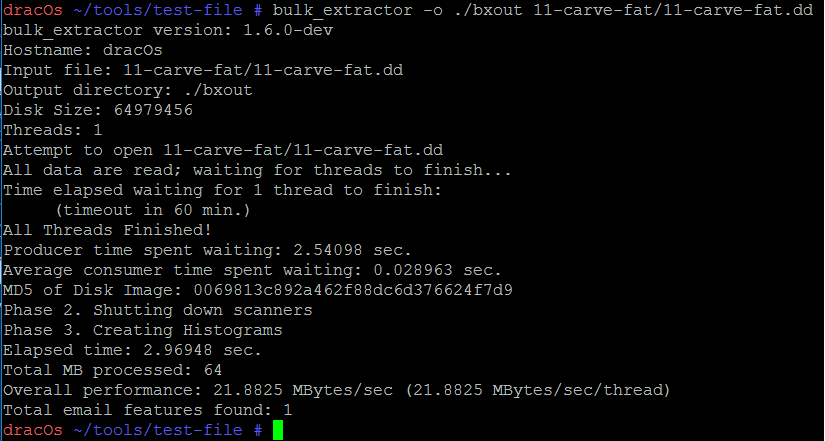 dracOs ~/tools/test-file # bulk_extractor -o ./bxout 11-carve-fat/11-carve-fat.dd
bulk_extractor version: 1.6.0-dev
Hostname: dracOs
Input file: 11-carve-fat/11-carve-fat.dd
Output directory: ./bxout
Disk Size: 64979456
Threads: 1
Attempt to open 11-carve-fat/11-carve-fat.dd
All data are read; waiting for threads to finish...
Time elapsed waiting for 1 thread to finish:
     (timeout in 60 min.)
All Threads Finished!
Producer time spent waiting: 2.54098 sec.
Average consumer time spent waiting: 0.028963 sec.
MD5 of Disk Image: 0069813c892a462f88dc6d376624f7d9
Phase 2. Shutting down scanners
Phase 3. Creating Histograms
Elapsed time: 2.96948 sec.
Total MB processed: 64
Overall performance: 21.8825 MBytes/sec (21.8825 MBytes/sec/thread)
Total email features found: 1
dracOs ~/tools/test-file #